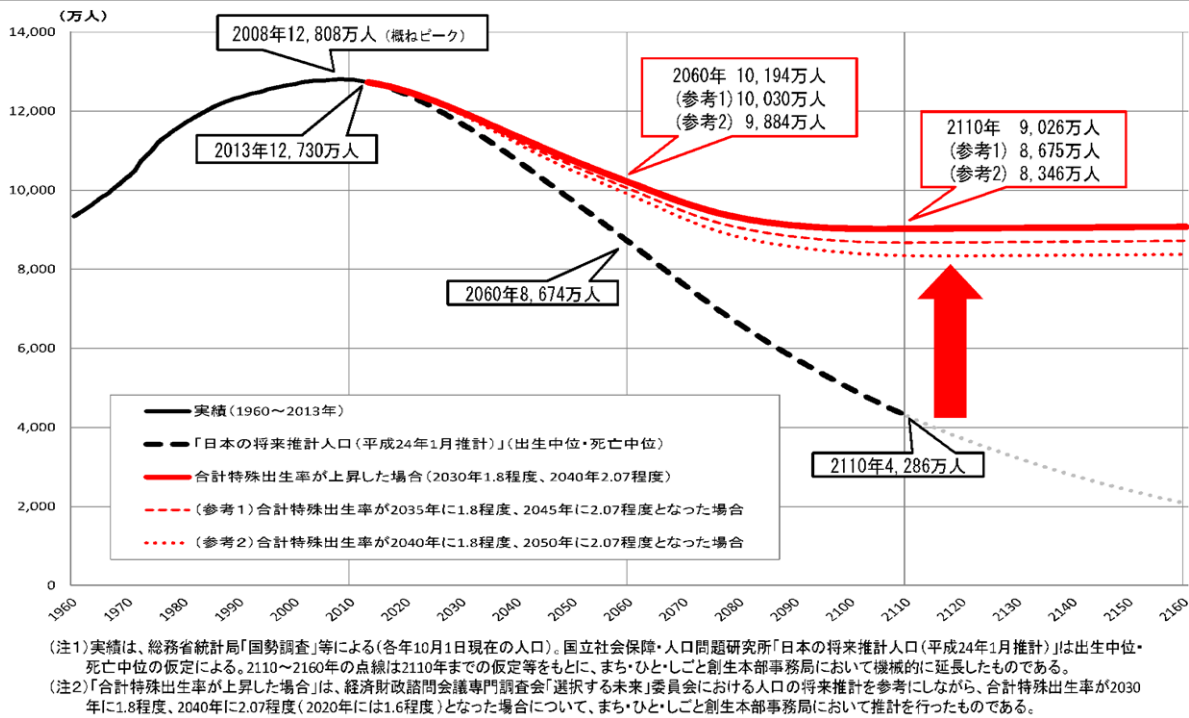 (万人)
14,000
12,000
10,000
8,000
6,000
4,000
2,000
0
2008年12,808万人 (概ねピーク)
2013年12,730万人
2060年 10,194万人
(参考1) 10,030万人
(参考2) 9,884万人
2110年 9,026万人
(参考1) 8,675万人
(参考2) 8,346万人
2060年8,674万人
2110年4,286万人
実績(1960~2013年)
「日本の将来推計人口(平成24年1月推計)」(出生中位・死亡中位)
合計特殊出生率が上昇した場合(2030年1.8程度、2040年2.07程度)
(参考1)合計特殊出生率が2035年に1.8程度、2045年に2.07程度となった場合
(参考2)合計特殊出生率が2040年に1.8程度、2050年に2.07程度となった場合
1960 1970 1980 1990 2000 2010 2020 2030 2040 2050 2060 2070 2080 2090 2100 2110 2120 2130 2140 2150 2160
(注1)実績は、総務省統計局「国勢調査」等による(各年10月1日現在の人口)。国立社会保障・人口問題研究所「日本の将来推計人口(平成24年1月推計)」は出生中位・
死亡中位の仮定による。2110~2160年の点線は2110年までの仮定等をもとに、まち・ひと・しごと創生本部事務局において機械的に延長したものである。
(注2)「合計特殊出生率が上昇した場合」は、経済財政諮問会議専門調査会「選択する未来」委員会における人口の将来推計を参考にしながら、合計特殊出生率が2030
年に1.8程度、2040年に2.07程度(2020年には1.6程度)となった場合について、まち・ひと・しごと創生本部事務局において推計を行ったものである。